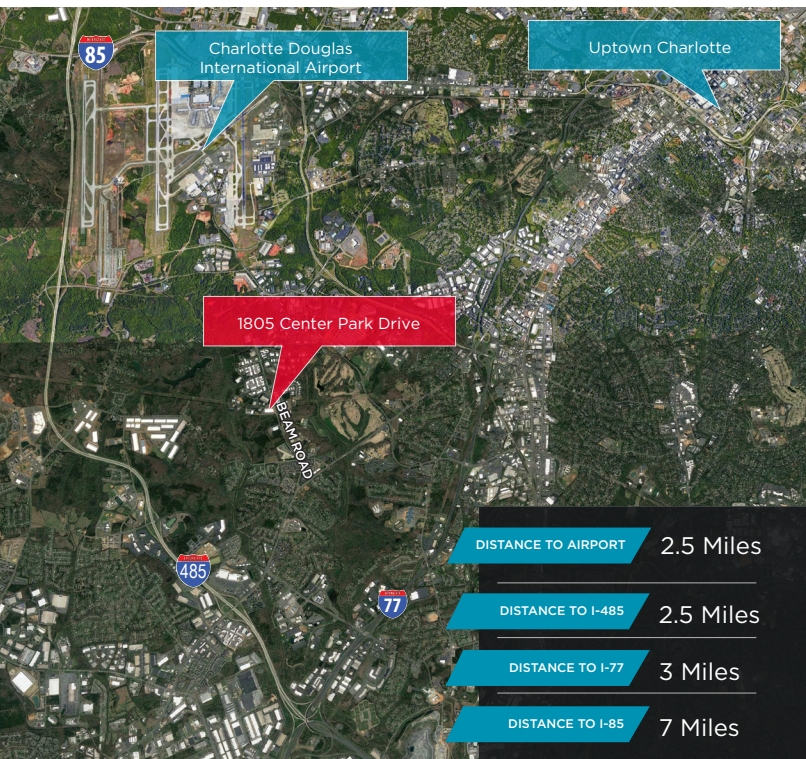 85
Charlotte Douglas
International Airport
Uptown Charlotte
1805 Center Park Drive
BEAM ROAD
485
77
DISTANCE TO AIRPORT 2.5 Miles
DISTANCE TO I-485 2.5 Miles
DISTANCE TO I-77 3 Miles
DISTANCE TO I-85 7 Miles